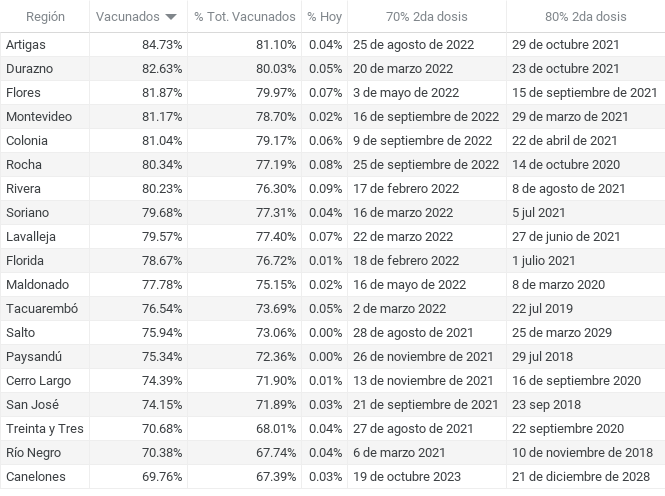 Región Vacunados % Tot. Vacunados % Hoy 70% 2da dosis 80% 2da dosis
Artigas 84.73% 81.10% 0.04% 25 de agosto de 2022 29 de octubre 2021
Durazno 82.63% 80.03% 0.05% 20 de marzo de 2022 23 de octubre 2021
Flores 81.87% 79.97% 0.07% 3 de mayo de 2022 15 de septiembre de 2021
Montevideo 81.17% 78.70% 0.02% 16 de septiembre de 2022 29 de marzo de 2021
Colonia 81.04% 79.17% 0.06% 9 de septiembre de 2022 22 de abril de 2021
Rocha 80.34% 77.19% 0.08% 25 de septiembre de 2022 14 de octubre 2020
Rivera 80.23% 76.30% 0.09% 17 de febrero 2022 8 de agosto de 2021
Soriano 79.68% 77.31% 0.04% 16 de marzo 2022 5 jul 2021
Lavalleja 79.57% 77.40% 0.07% 22 de marzo 2022 27 de junio de 2021
Florida 78.67% 76.72% 0.01% 18 de febrero 2022 1 julio 2021
Maldonado 77.78% 75.15% 0.02% 16 de mayo de 2022 8 de marzo 2020
Tacuarembó 76.54% 73.69% 0.05% 2 de marzo 2022 22 jul 2019
Salto 75.94% 73.06% 0.00% 28 de agosto de 2021 25 de marzo 2029
Paysandú 75.34% 72.36% 0.00% 26 de noviembre de 2021 29 jul 2018
Cerro Largo 74.39% 71.90% 0.01% 13 de noviembre de 2021 16 de septiembre 2020
San José 74.15% 71.89% 0.03% 21 de septiembre de 2021 23 sep 2018
Treinta y Tres 70.68% 68.01% 0.04% 27 de agosto de 2021 22 septiembre 2020
Río Negro 70.38% 67.74% 0.04% 6 de marzo 2021 10 de noviembre de 2018
Canelones 69.76% 67.39% 0.03% 19 de octubre 2023 21 de diciembre de 2028